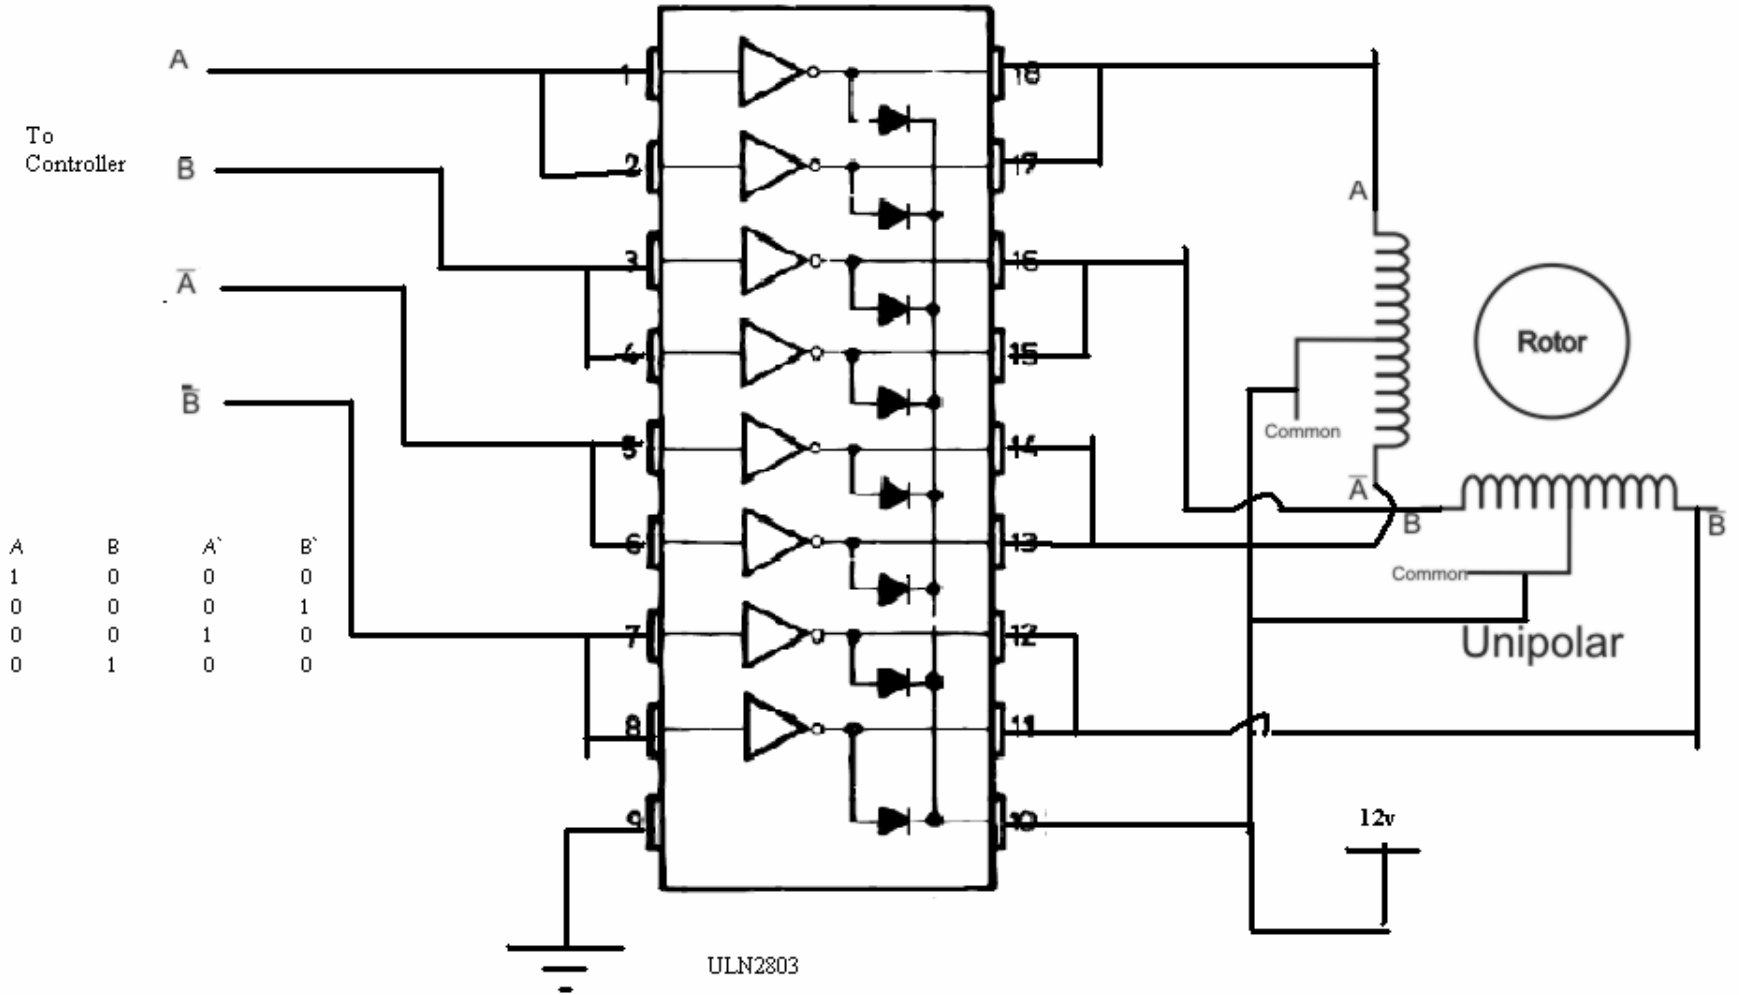 A
To
Controller
B̅
A̅
B̅
A B A` B`
1 0 0 0
0 0 0 1
0 0 1 0
0 1 0 0
1
2
3
4
5
6
7
8
9
18
17
16
15
14
13
12
11
10
ULN2803
A
Common
A̅
Rotor
B
B̅
Common
Unipolar
12v